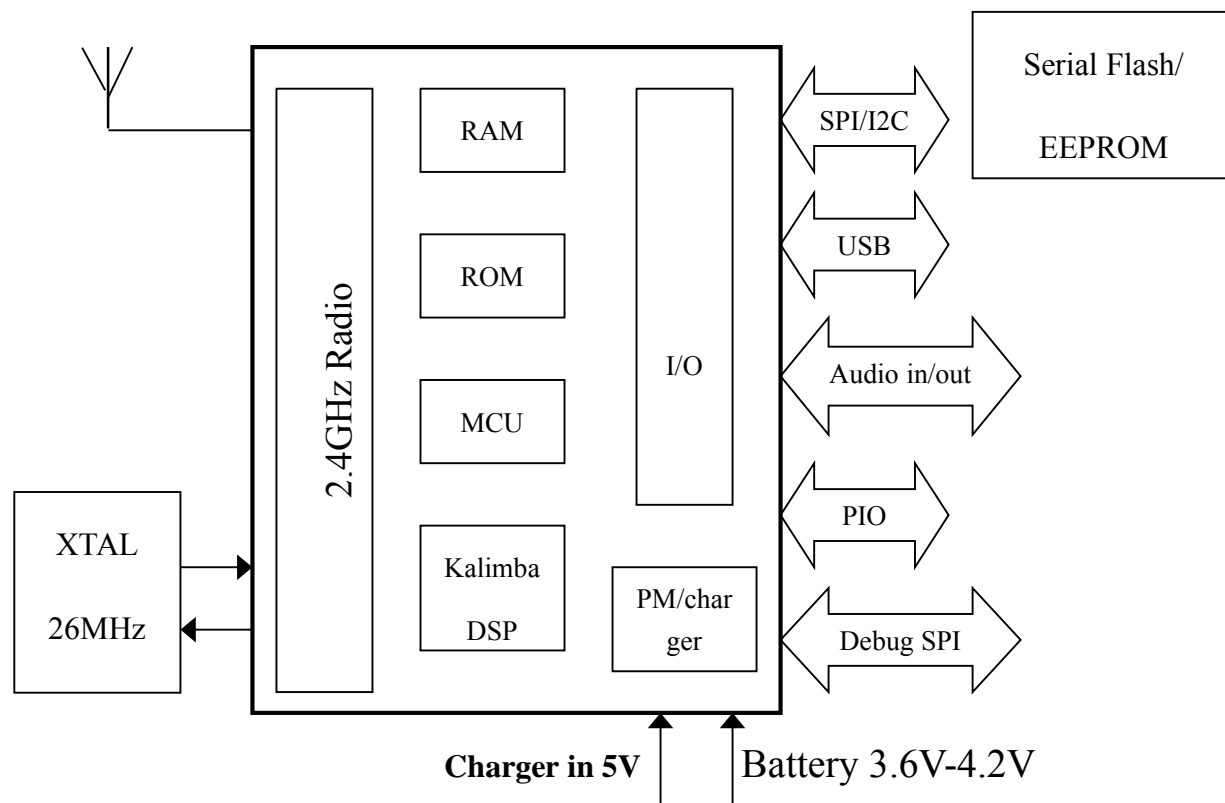 Serial Flash/
EEPROM
RAM
SPI/I2C
ROM
USB
2.4GHz Radio
I/O
Audio in/out
MCU
PIO
XTAL
26MHz
Kalimba
DSP
PM/char
ger
Debug SPI
Charger in 5V
Battery 3.6V-4.2V